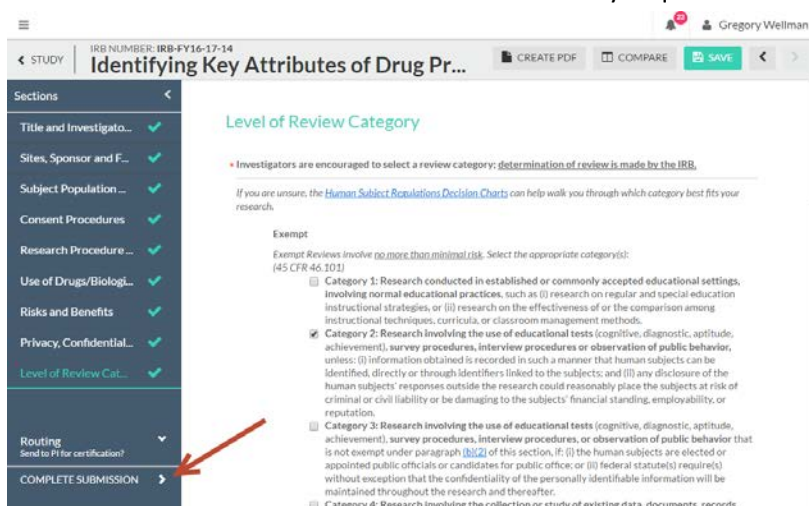 23
Gregory Wellman
STUDY
IRB NUMBER: IRB-FY16-17-14
Identifying Key Attributes of Drug Pr...
CREATE PDF
COMPARE
SAVE
Sections
Title and Investigato...
Sites, Sponsor and F...
Subject Population ...
Consent Procedures
Research Procedure ...
Use of Drugs/Biologi...
Risks and Benefits
Privacy, Confidential...
Level of Review Cat...
Routing
Send to PI for certification?
COMPLETE SUBMISSION
Level of Review Category
* Investigators are encouraged to select a review category; determination of review is made by the IRB.
If you are unsure, the Human Subject Regulations Decision Charts can help walk you through which category best fits your
research.
Exempt
Exempt Reviews involve no more than minimal risk. Select the appropriate category(s):
(45 CFR 46.101)
Category 1: Research conducted in established or commonly accepted educational settings,
involving normal educational practices, such as (i) research on regular and special education
instructional strategies, or (ii) research on the effectiveness of or the comparison among
instructional techniques, curricula, or classroom management methods.
Category 2: Research involving the use of educational tests (cognitive, diagnostic, aptitude,
achievement), survey procedures, interview procedures or observation of public behavior,
unless: (i) information obtained is recorded in such a manner that human subjects can be
identified, directly or through identifiers linked to the subjects; and (ii) any disclosure of the
human subjects' responses outside the research could reasonably place the subjects at risk of
criminal or civil liability or be damaging to the subjects' financial standing, employability, or
reputation.
Category 3: Research involving the use of educational tests (cognitive, diagnostic, aptitude,
achievement), survey procedures, interview procedures, or observation of public behavior that
is not exempt under paragraph (b)(2) of this section, if: (i) the human subjects are elected or
appointed public officials or candidates for public office; or (ii) federal statute(s) require(s)
without exception that the confidentiality of the personally identifiable information will be
maintained throughout the research and thereafter.
Category 4: Research involving the collection or study of existing data, documents, records,